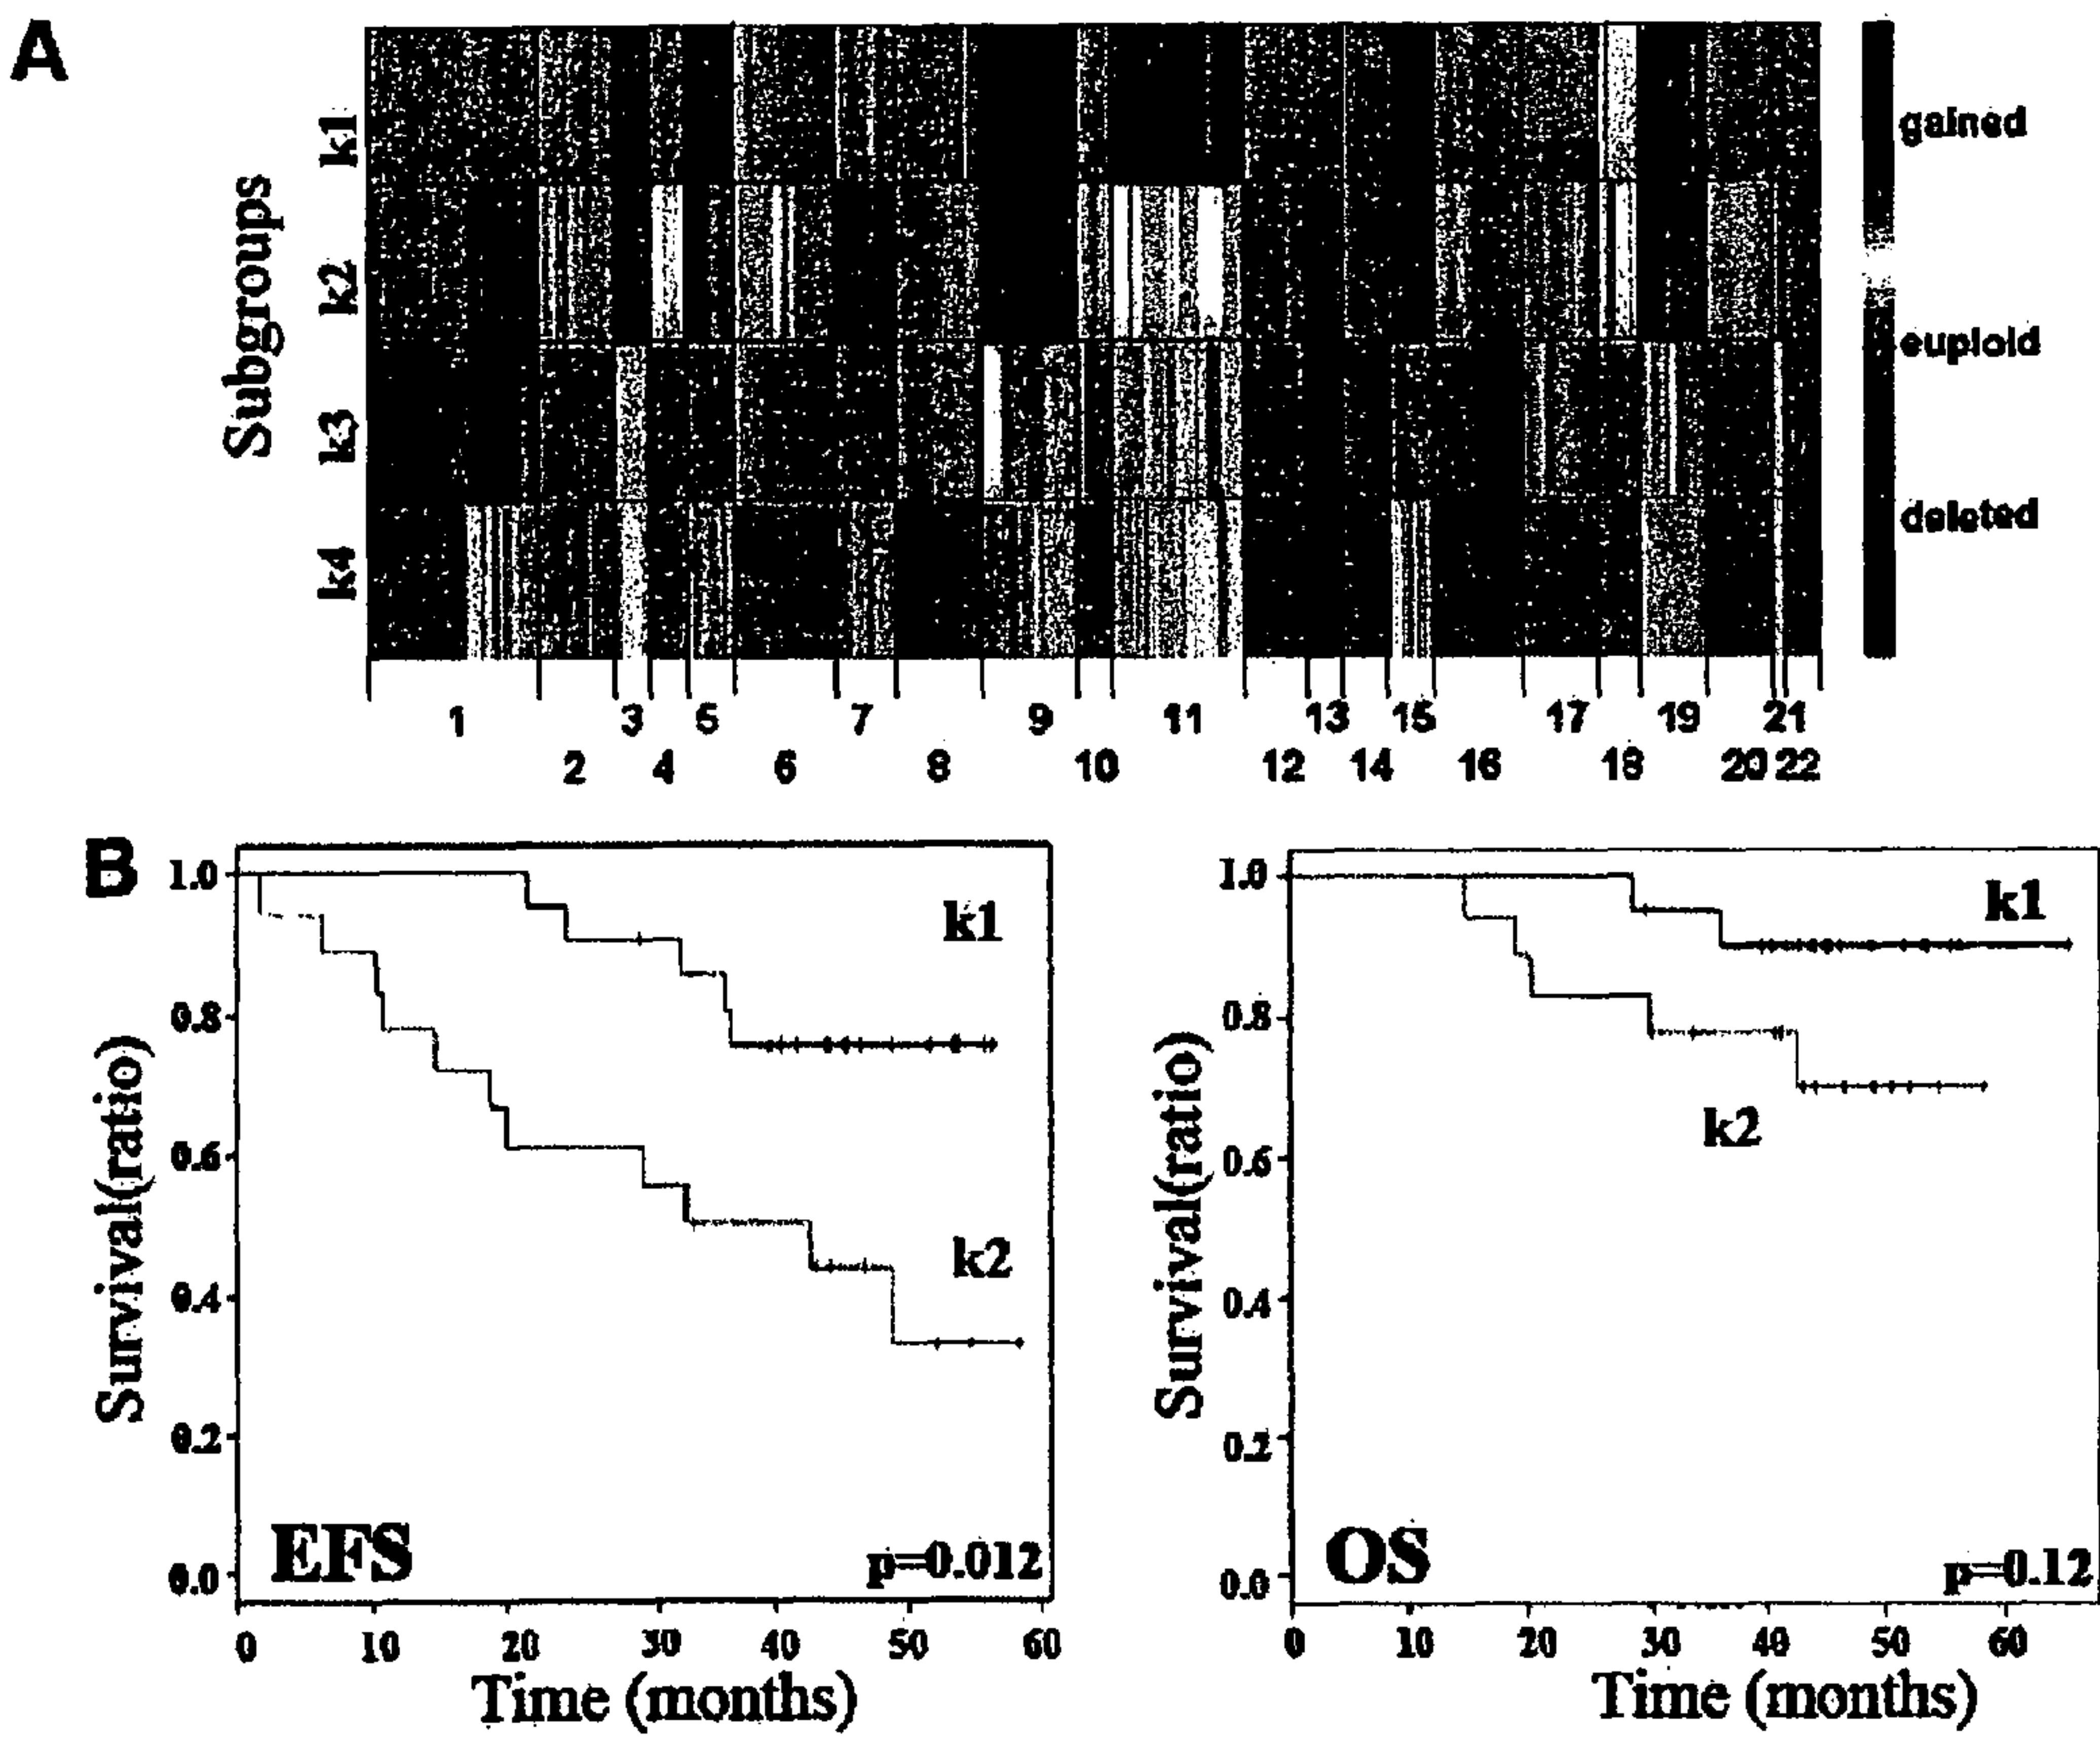 A
Subgroups
k1
k2
k3
k4
gained
euploid
deleted
1 3 5 7 9 11 13 15 17 19 21
2 4 6 8 10 12 14 16 18 20 22
B
Survival(ratio)
1.0
0.8
0.6
0.4
0.2
0.0
k1
k2
EFS
p=0.012
0 10 20 30 40 50 60
Time (months)
Survival(ratio)
1.0
0.8
0.6
0.4
0.2
0.0
k1
k2
OS
p=0.12
0 10 20 30 40 50 60
Time (months)